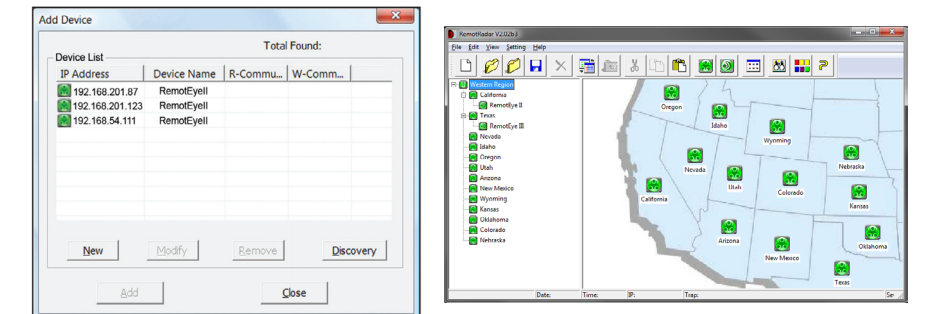 Add Device
Total Found:
Device List
IP Address Device Name R-Commu... W-Comm...
192.168.201.87 RemotEyeII
192.168.201.123 RemotEyeII
192.168.54.111 RemotEyeII
New Modify Remove Discovery
Add Close
RemotRadar V2.02b3
File Edit View Setting Help
Western Region
California
RemotEye II
Texas
RemotEye III
Nevada
Idaho
Oregon
Utah
Arizona
New Mexico
Wyoming
Kansas
Oklahoma
Colorado
Nebraska
Oregon
Idaho
Wyoming
Nebraska
Nevada
Utah
Colorado
California
Kansas
Arizona
Oklahoma
New Mexico
Texas
Date: Time: IP: Trap: Se